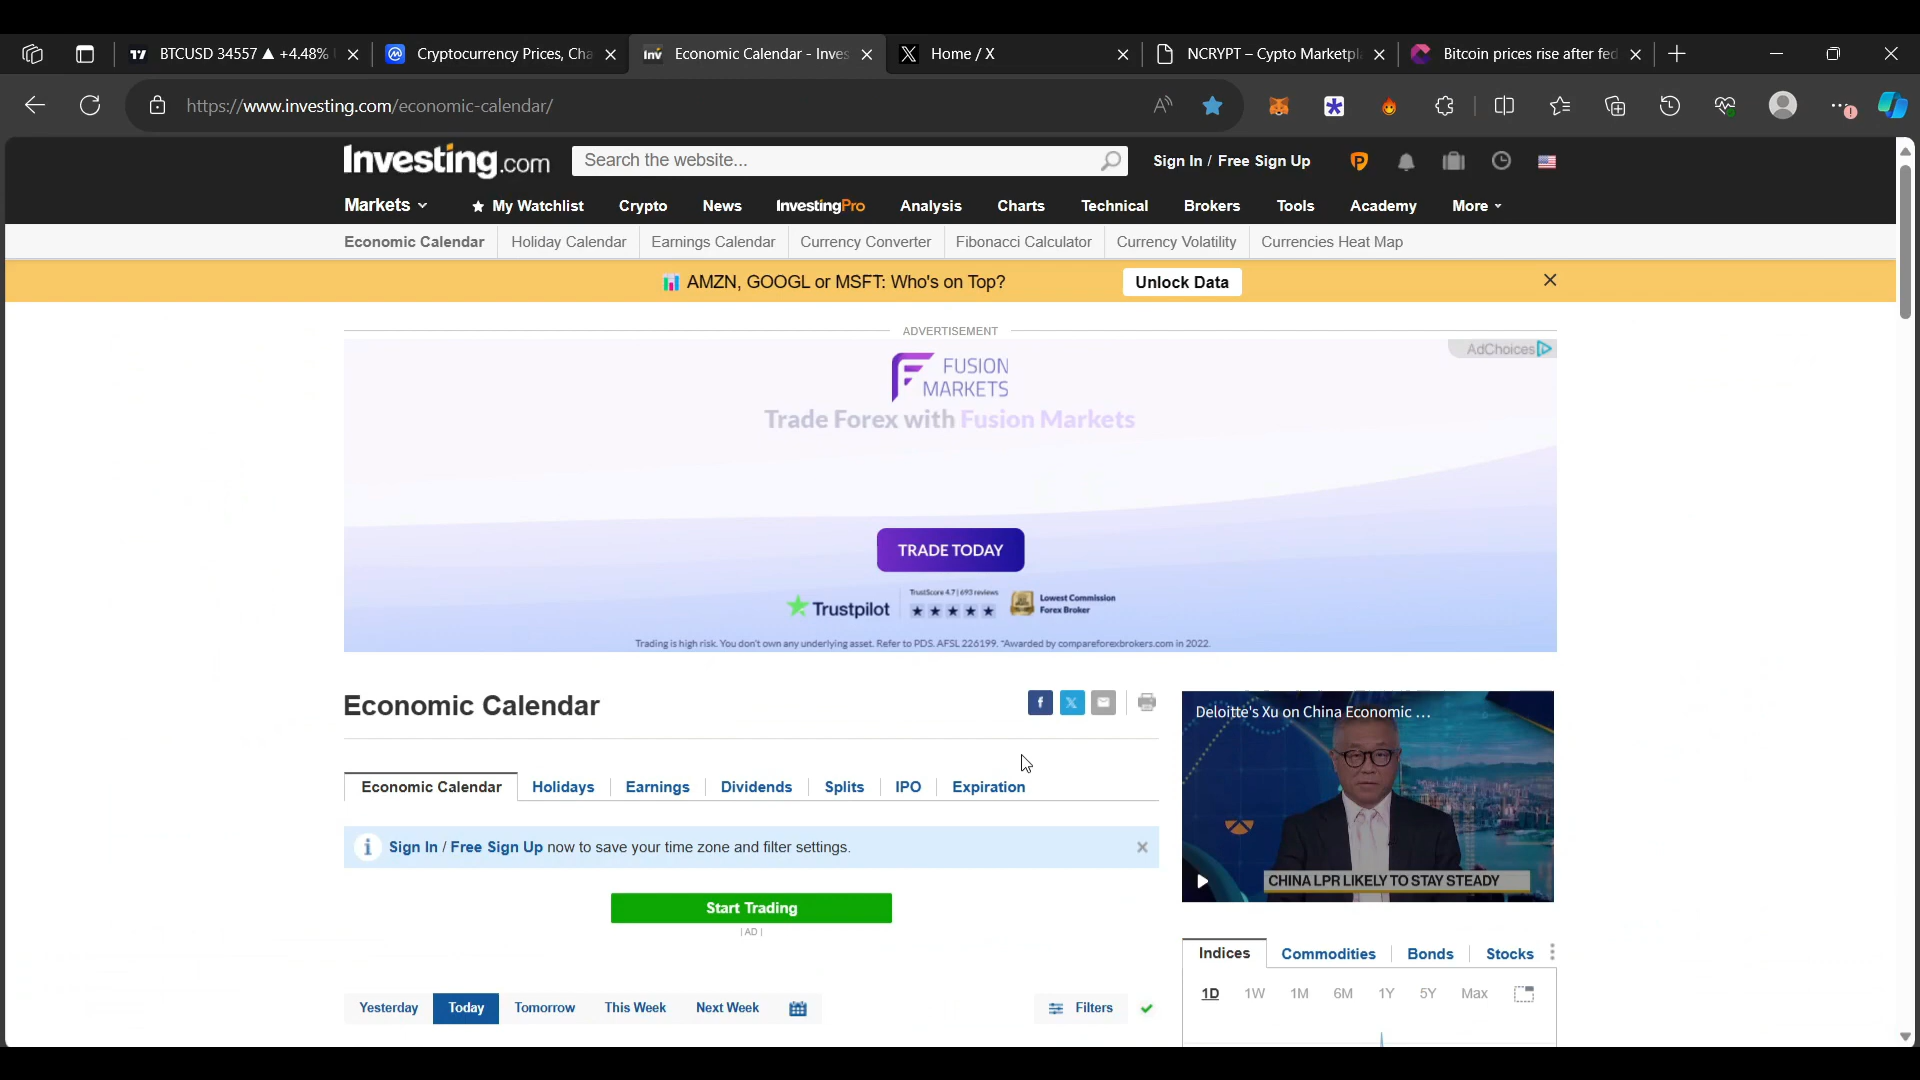 BTCUSD 34557 ▲ +4.48%
Cryptocurrency Prices, Cha
Economic Calendar - Inves
Home / X
NCRYPT – Cypto Marketpl
Bitcoin prices rise after fed
https://www.investing.com/economic-calendar/
Investing.com
Search the website...
Sign In / Free Sign Up
Markets
My Watchlist
Crypto
News
InvestingPro
Analysis
Charts
Technical
Brokers
Tools
Academy
More
Economic Calendar
Holiday Calendar
Earnings Calendar
Currency Converter
Fibonacci Calculator
Currency Volatility
Currencies Heat Map
AMZN, GOOGL or MSFT: Who's on Top?
Unlock Data
ADVERTISEMENT
AdChoices
FUSION
MARKETS
Trade Forex with Fusion Markets
TRADE TODAY
Trustpilot
TrustScore 4.7 | 693 reviews
Lowest Commission
Forex Broker
Trading is high risk. You don't own any underlying asset. Refer to PDS. AFSL 226199. *Awarded by compareforexbrokers.com in 2022.
Economic Calendar
Deloitte's Xu on China Economic ...
CHINA LPR LIKELY TO STAY STEADY
Economic Calendar
Holidays
Earnings
Dividends
Splits
IPO
Expiration
Sign In / Free Sign Up now to save your time zone and filter settings.
Start Trading
| AD |
Indices
Commodities
Bonds
Stocks
1D
1W
1M
6M
1Y
5Y
Max
Yesterday
Today
Tomorrow
This Week
Next Week
Filters